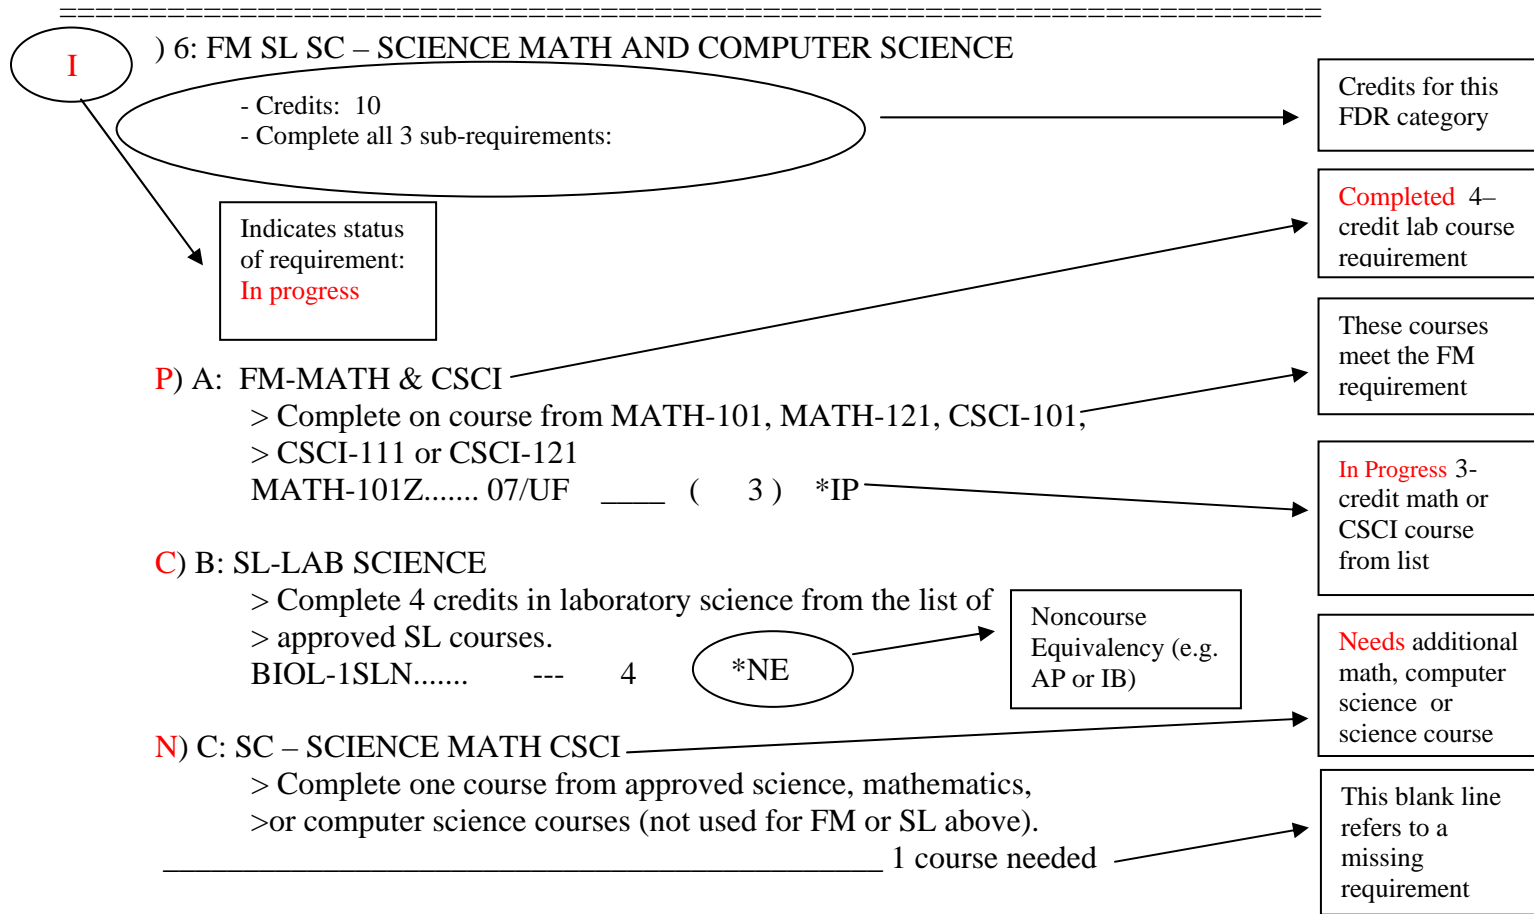 ===============================================================================
I
) 6: FM SL SC – SCIENCE MATH AND COMPUTER SCIENCE
- Credits: 10
- Complete all 3 sub-requirements:
Credits for this
FDR category
Indicates status
of requirement:
In progress
Completed 4–
credit lab course
requirement
These courses
meet the FM
requirement
P) A: FM-MATH & CSCI
> Complete on course from MATH-101, MATH-121, CSCI-101,
> CSCI-111 or CSCI-121
MATH-101Z....... 07/UF ____ ( 3 ) *IP
In Progress 3-
credit math or
CSCI course
from list
C) B: SL-LAB SCIENCE
> Complete 4 credits in laboratory science from the list of
> approved SL courses.
BIOL-1SLN....... --- 4 *NE
Noncourse
Equivalency (e.g.
AP or IB)
Needs additional
math, computer
science or
science course
N) C: SC – SCIENCE MATH CSCI
> Complete one course from approved science, mathematics,
>or computer science courses (not used for FM or SL above).
_____________________________________________ 1 course needed
This blank line
refers to a
missing
requirement